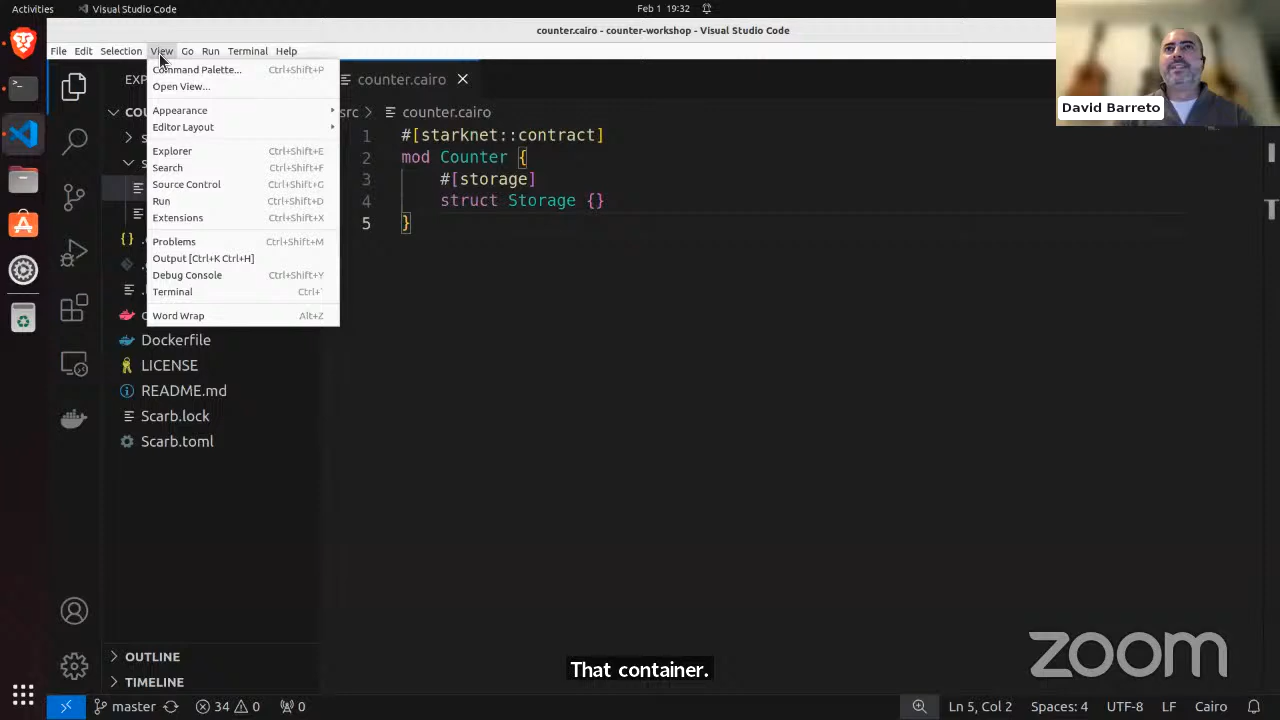 Activities
Visual Studio Code
Feb 1 19:32
counter.cairo - counter-workshop - Visual Studio Code
File Edit Selection View Go Run Terminal Help
Command Palette... Ctrl+Shift+P
Open View...
Appearance
Editor Layout
Explorer Ctrl+Shift+E
Search Ctrl+Shift+F
Source Control Ctrl+Shift+G
Run Ctrl+Shift+D
Extensions Ctrl+Shift+X
Problems Ctrl+Shift+M
Output [Ctrl+K Ctrl+H]
Debug Console Ctrl+Shift+Y
Terminal Ctrl+`
Word Wrap Alt+Z
Dockerfile
LICENSE
README.md
Scarb.lock
Scarb.toml
OUTLINE
TIMELINE
counter.cairo
src
counter.cairo
1 #[starknet::contract]
2 mod Counter {
3 #[storage]
4 struct Storage {}
5 }
David Barreto
That container.
zoom
master
34
0
0
Ln 5, Col 2
Spaces: 4
UTF-8
LF
Cairo